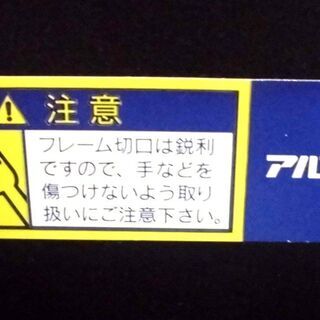 注意
フレーム切口は鋭利
ですので、手などを
傷つけないよう取り
扱いにご注意下さい。
アル